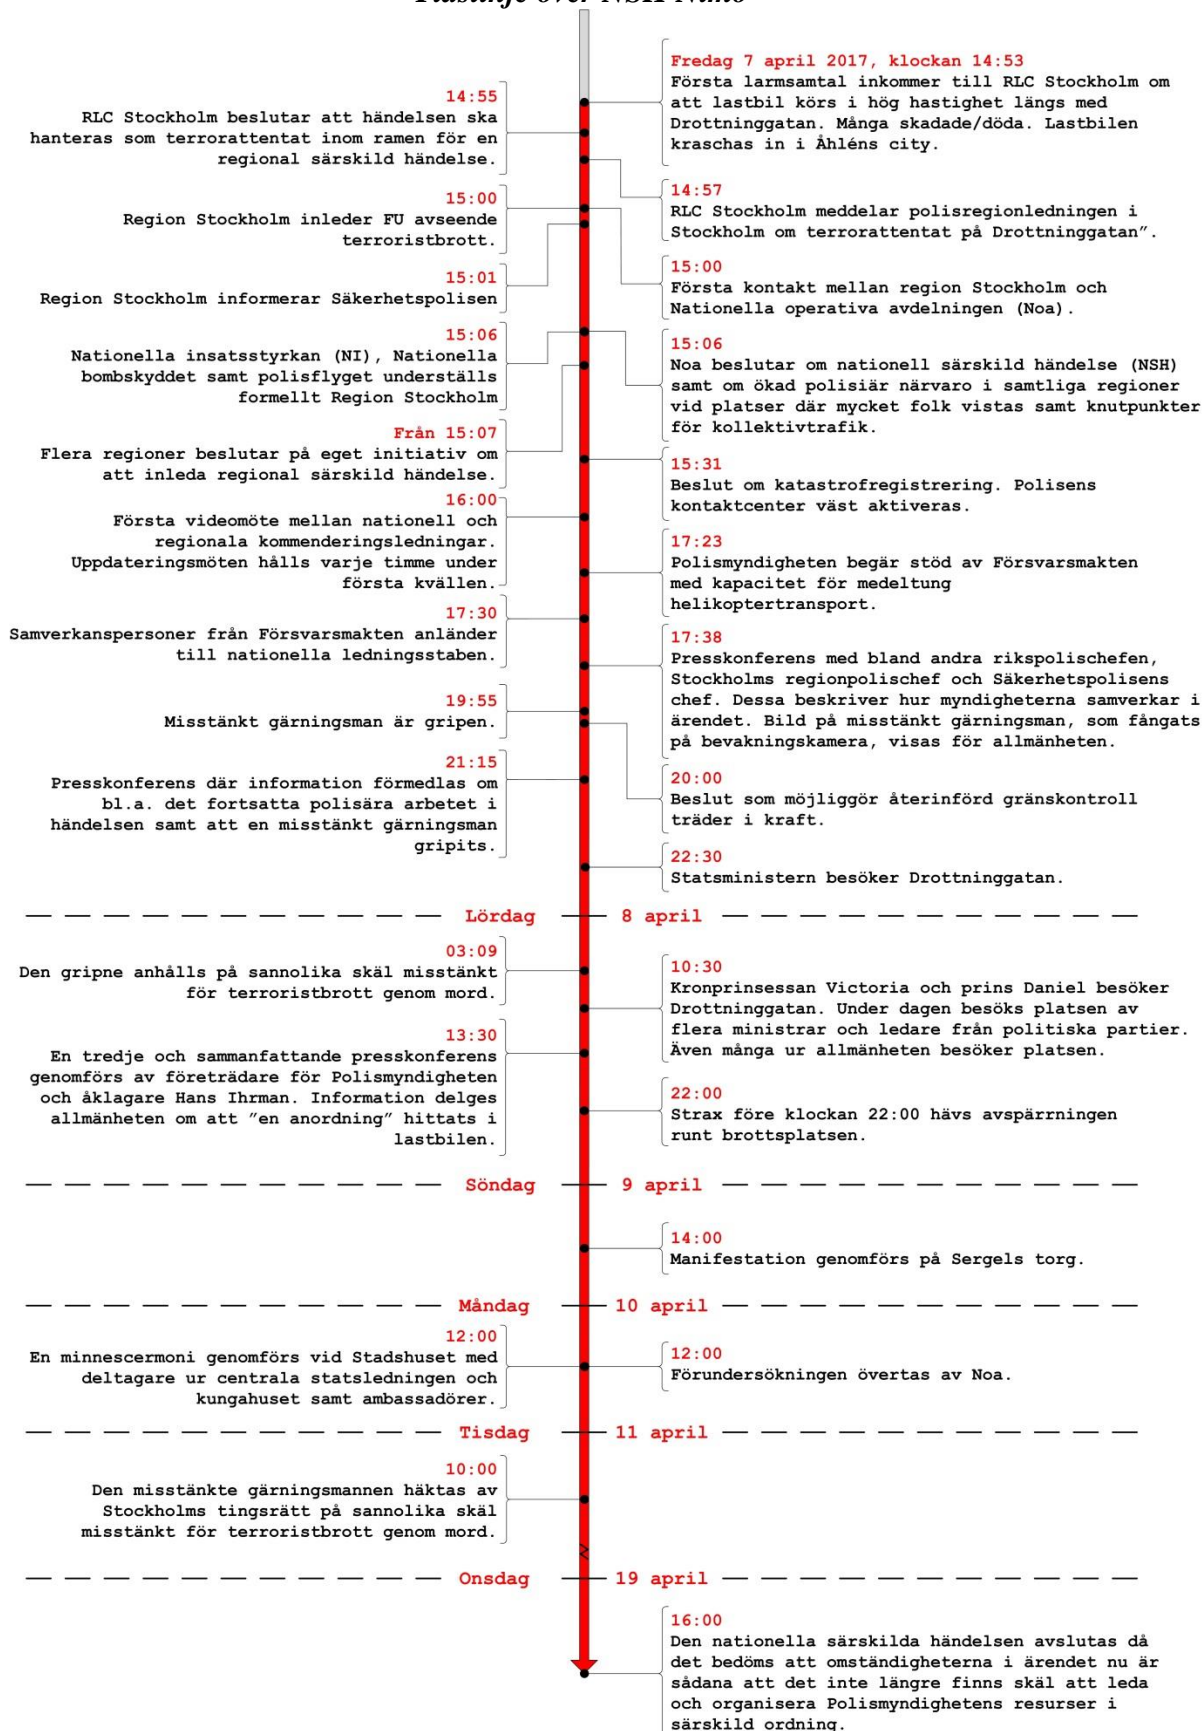 Tidslinje över NSH Nimo
Fredag 7 april 2017, klockan 14:53
Första larmsamtal inkommer till RLC Stockholm om
att lastbil körs i hög hastighet längs med
Drottninggatan. Många skadade/döda. Lastbilen
kraschas in i Åhléns city.
14:55
RLC Stockholm beslutar att händelsen ska
hanteras som terrorattentat inom ramen för en
regional särskild händelse.
14:57
RLC Stockholm meddelar polisregionledningen i
Stockholm om terrorattentat på Drottninggatan”.
15:00
Region Stockholm inleder FU avseende
terroristbrott.
15:00
Första kontakt mellan region Stockholm och
Nationella operativa avdelningen (Noa).
15:01
Region Stockholm informerar Säkerhetspolisen
15:06
Nationella insatsstyrkan (NI), Nationella
bombskyddet samt polisflyget underställs
formellt Region Stockholm
15:06
Noa beslutar om nationell särskild händelse (NSH)
samt om ökad polisiär närvaro i samtliga regioner
vid platser där mycket folk vistas samt knutpunkter
för kollektivtrafik.
Från 15:07
Flera regioner beslutar på eget initiativ om
att inleda regional särskild händelse.
15:31
Beslut om katastrofregistrering. Polisens
kontaktcenter väst aktiveras.
16:00
Första videomöte mellan nationell och
regionala kommenderingsledningar.
Uppdateringsmöten hålls varje timme under
första kvällen.
17:23
Polismyndigheten begär stöd av Försvarsmakten
med kapacitet för medeltung
helikoptertransport.
17:30
Samverkanspersoner från Försvarsmakten anländer
till nationella ledningsstaben.
17:38
Presskonferens med bland andra rikspolischefen,
Stockholms regionpolischef och Säkerhetspolisens
chef. Dessa beskriver hur myndigheterna samverkar i
ärendet. Bild på misstänkt gärningsman, som fångats
på bevakningskamera, visas för allmänheten.
19:55
Misstänkt gärningsman är gripen.
20:00
Beslut som möjliggör återinförd gränskontroll
träder i kraft.
21:15
Presskonferens där information förmedlas om
bl.a. det fortsatta polisära arbetet i
händelsen samt att en misstänkt gärningsman
gripits.
22:30
Statsministern besöker Drottninggatan.
Lördag 8 april
03:09
Den gripne anhålls på sannolika skäl misstänkt
för terroristbrott genom mord.
10:30
Kronprinsessan Victoria och prins Daniel besöker
Drottninggatan. Under dagen besöks platsen av
flera ministrar och ledare från politiska partier.
Även många ur allmänheten besöker platsen.
13:30
En tredje och sammanfattande presskonferens
genomförs av företrädare för Polismyndigheten
och åklagare Hans Ihrman. Information delges
allmänheten om att ”en anordning” hittats i
lastbilen.
22:00
Strax före klockan 22:00 hävs avspärrningen
runt brottsplatsen.
Söndag 9 april
14:00
Manifestation genomförs på Sergels torg.
Måndag 10 april
12:00
En minnescermoni genomförs vid Stadshuset med
deltagare ur centrala statsledningen och
kungahuset samt ambassadörer.
12:00
Förundersökningen övertas av Noa.
Tisdag 11 april
10:00
Den misstänkte gärningsmannen häktas av
Stockholms tingsrätt på sannolika skäl
misstänkt för terroristbrott genom mord.
Onsdag 19 april
16:00
Den nationella särskilda händelsen avslutas då
det bedöms att omständigheterna i ärendet nu är
sådana att det inte längre finns skäl att leda
och organisera Polismyndighetens resurser i
särskild ordning.